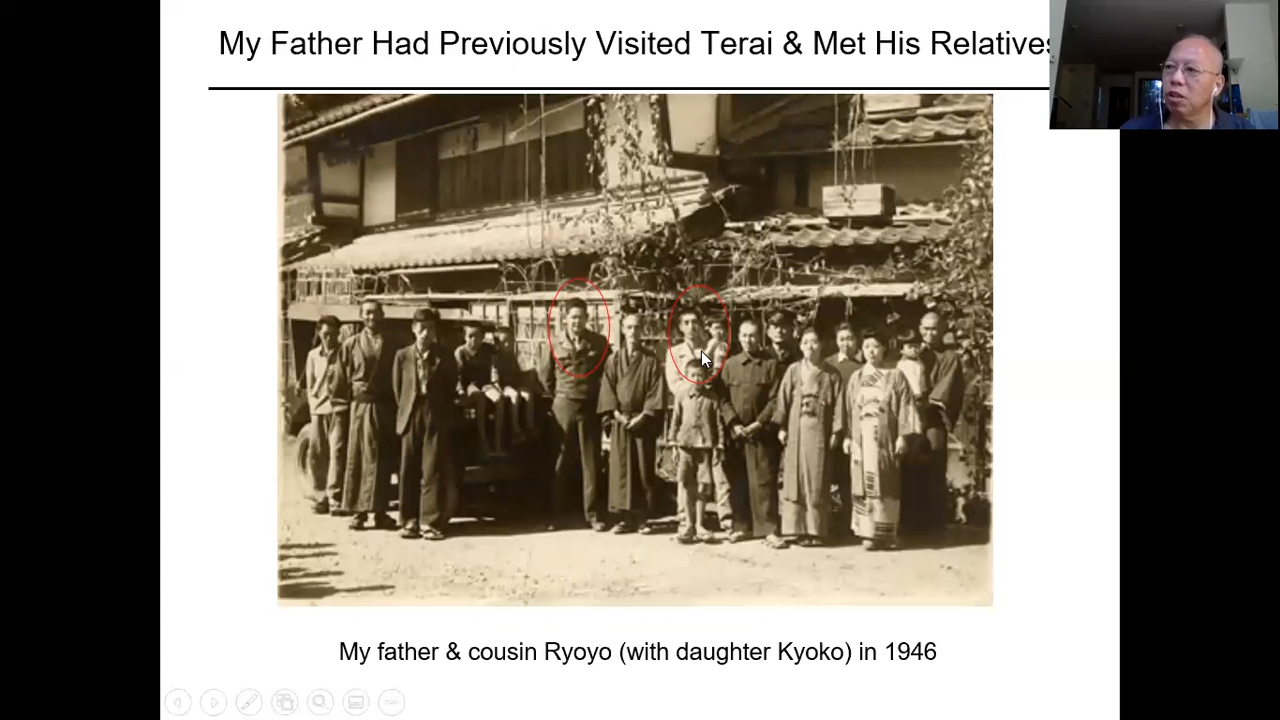 My Father Had Previously Visited Terai & Met His Relatives
My father & cousin Ryoyo (with daughter Kyoko) in 1946